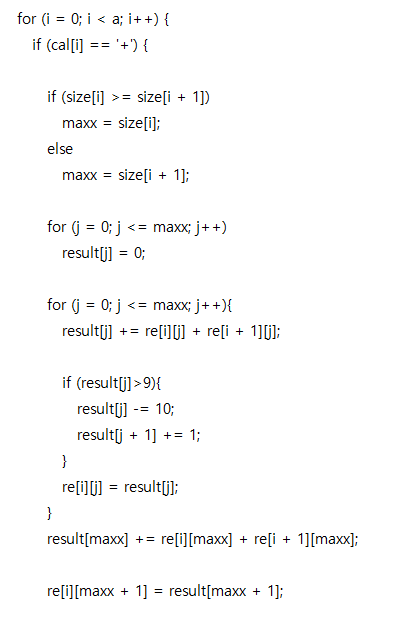 for (i = 0; i < a; i++) {
if (cal[i] == '+') {
if (size[i] >= size[i + 1])
maxx = size[i];
else
maxx = size[i + 1];
for (j = 0; j <= maxx; j++)
result[j] = 0;
for (j = 0; j <= maxx; j++){
result[j] += re[i][j] + re[i + 1][j];
if (result[j]>9){
result[j] -= 10;
result[j + 1] += 1;
}
re[i][j] = result[j];
}
result[maxx] += re[i][maxx] + re[i + 1][maxx];
re[i][maxx + 1] = result[maxx + 1];